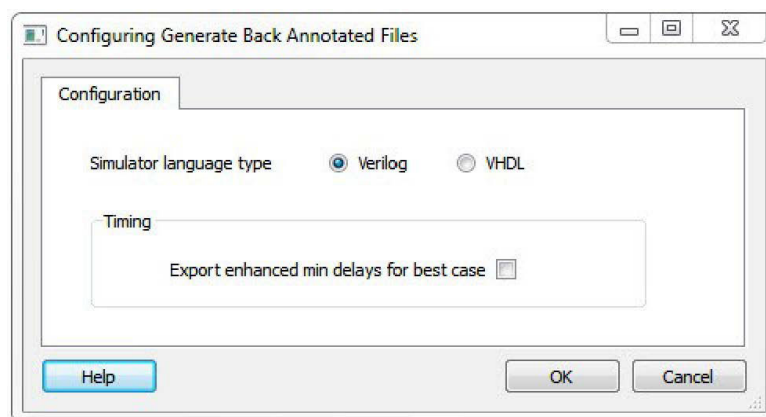 Configuring Generate Back Annotated Files
Configuration
Simulator language type Verilog VHDL
Timing
Export enhanced min delays for best case
Help OK Cancel